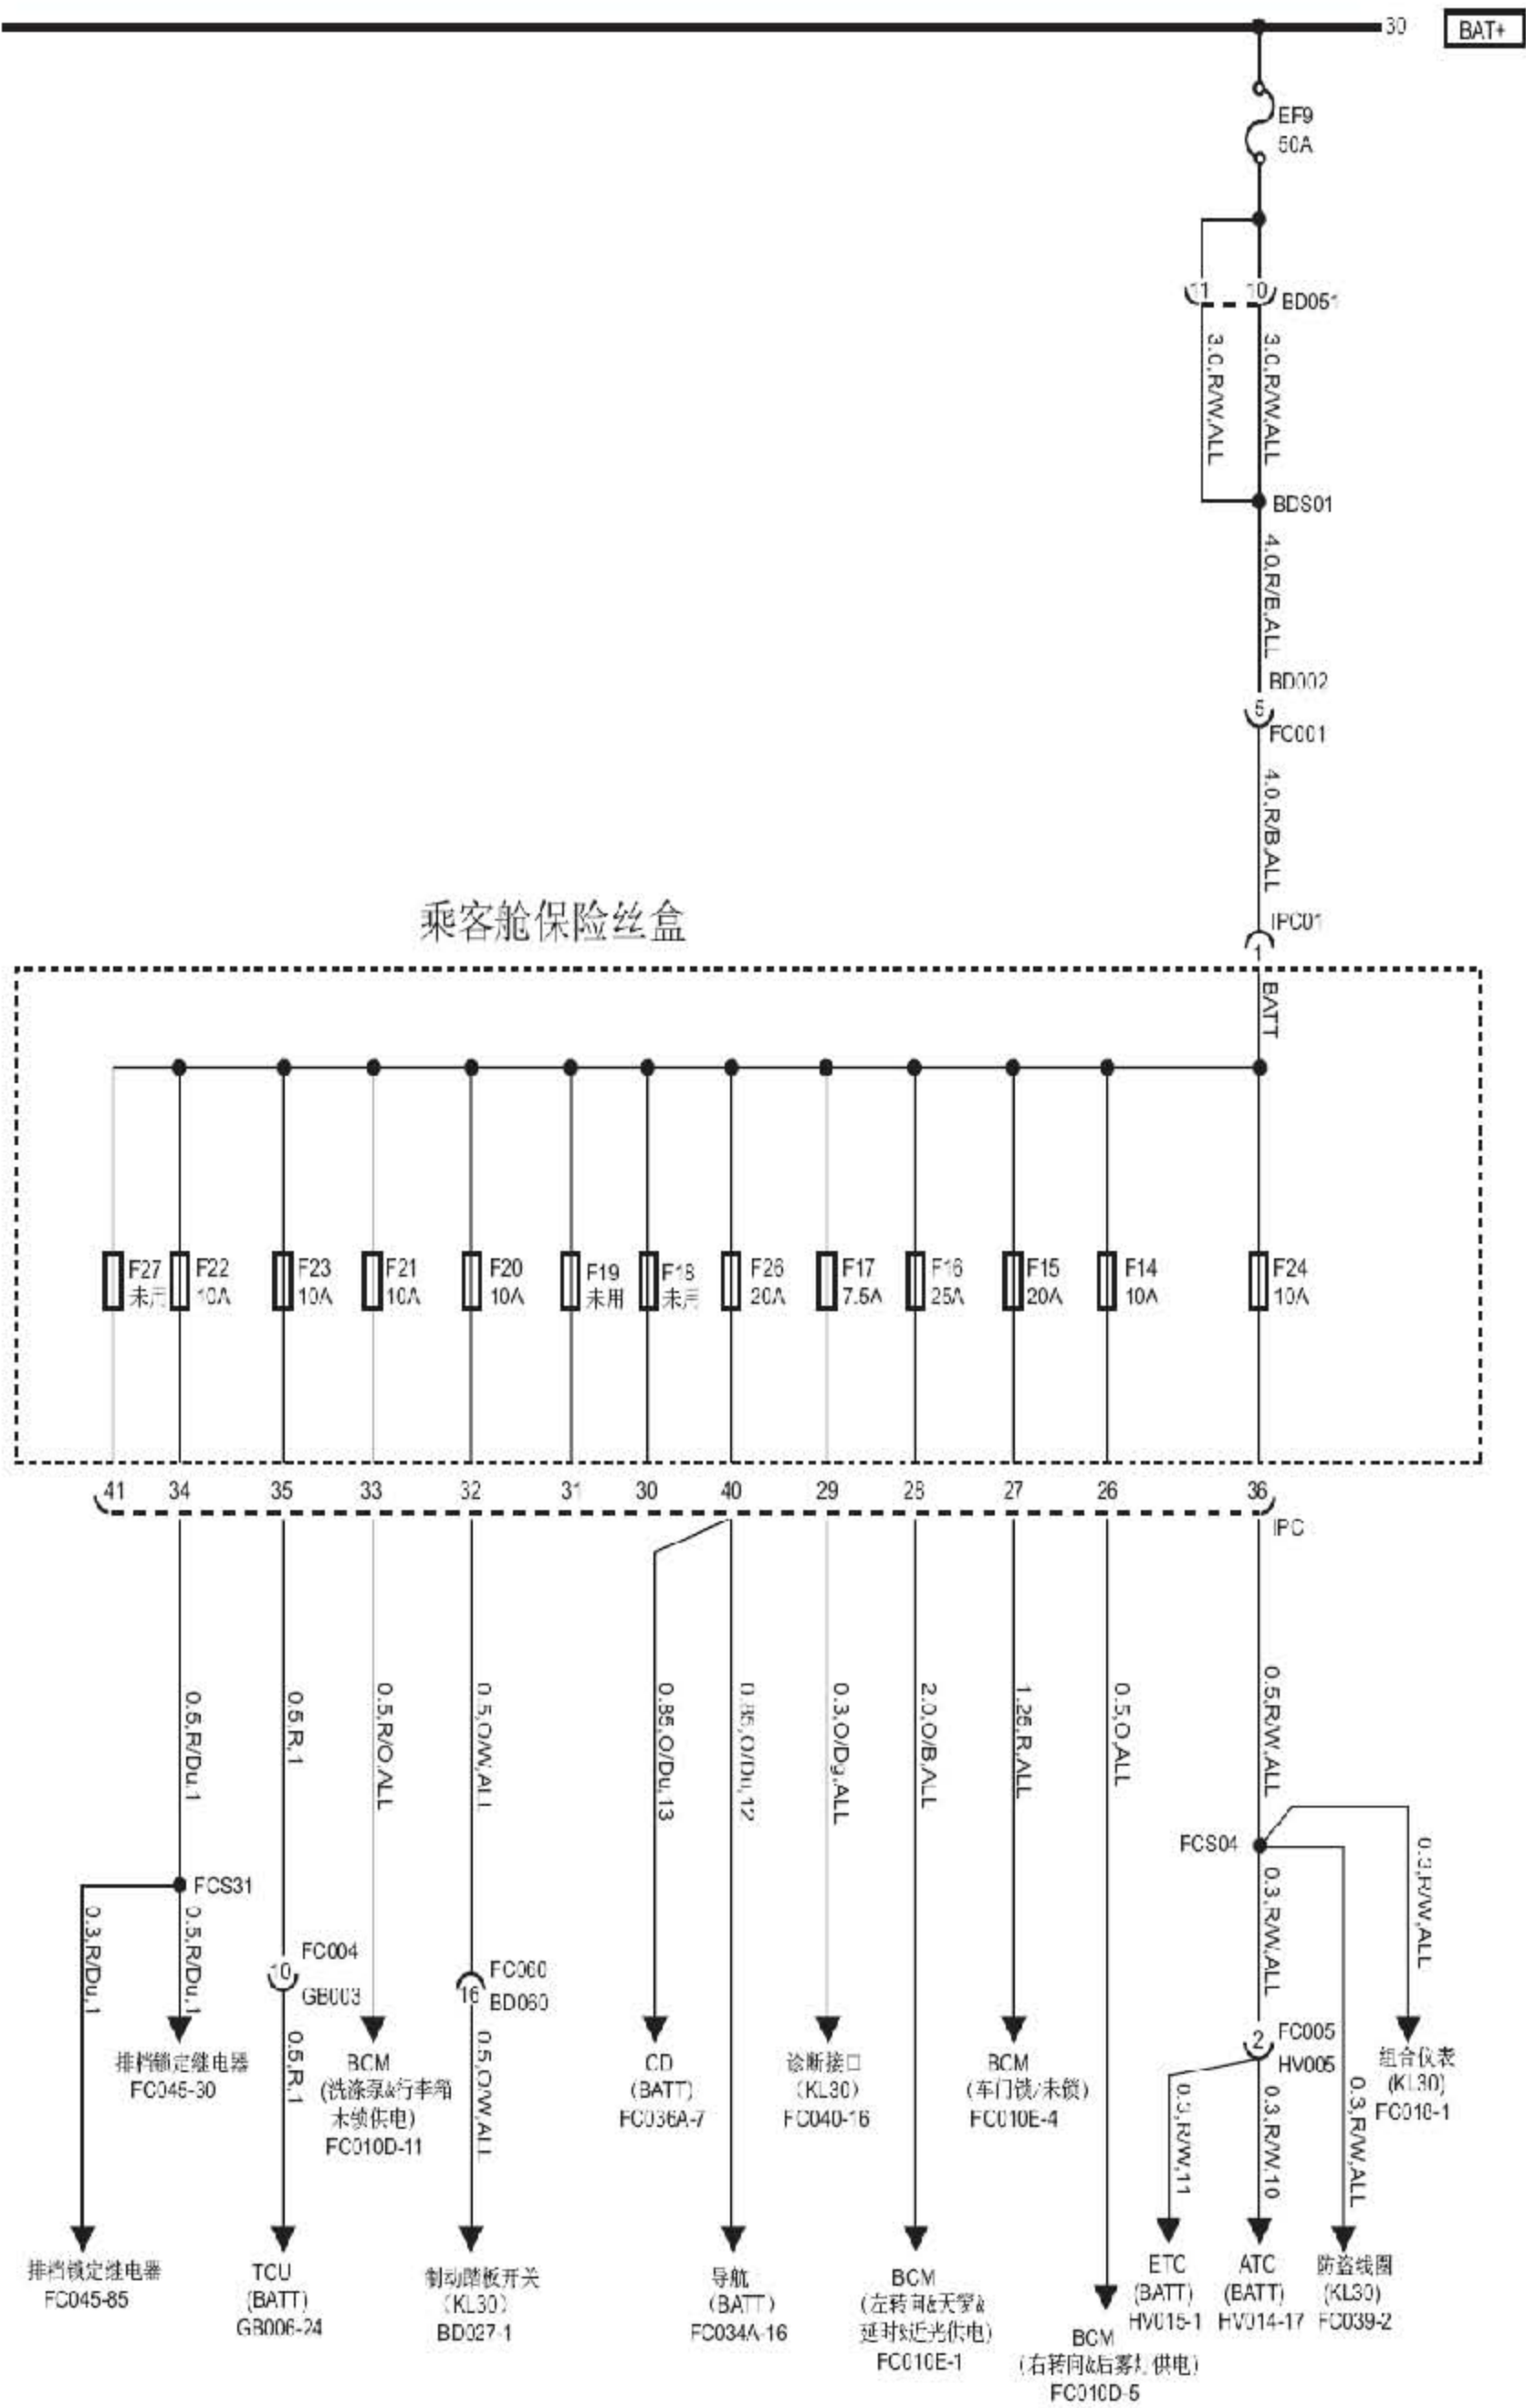 30
BAT+
EF9
50A
11
10
BD051
3.0,R/W,ALL
3.0,R/W,ALL
BDS01
4.0,R/B,ALL
BD002
5
FC001
4.0,R/B,ALL
乘客舱保险丝盒
IPC01
1
BATT
F27
未用
F22
10A
F23
10A
F21
10A
F20
10A
F19
未用
F18
未用
F26
20A
F17
7.5A
F16
25A
F15
20A
F14
10A
F24
10A
41
34
35
33
32
31
30
40
29
28
27
26
36
IPC
0.5,R/Du,1
0.5,R,1
0.5,R/O,ALL
0.5,O/W,ALL
0.85,O/Du,13
0.85,O/Du,12
0.3,O/Dg,ALL
2.0,O/B,ALL
1.25,R,ALL
0.5,O,ALL
0.5,R/W,ALL
FCS31
FCS04
0.3,R/Du,1
0.5,R/Du,1
0.3,R/W,ALL
0.3,R/W,ALL
FC004
10
GB003
FC060
16
BD060
2
FC005
HV005
0.5,R,1
0.5,O/W,ALL
0.3,R/W,11
0.3,R/W,10
0.3,R/W,ALL
排档锁定继电器
FC045-30
BCM
(洗涤泵&行李箱
未锁供电)
FC010D-11
CD
(BATT)
FC036A-7
诊断接口
(KL30)
FC040-16
BCM
(车门锁/未锁)
FC010E-4
组合仪表
(KL30)
FC018-1
排档锁定继电器
FC045-85
TCU
(BATT)
GB006-24
制动踏板开关
(KL30)
BD027-1
导航
(BATT)
FC034A-16
BCM
(左转向&天窗&
延时&近光供电)
FC010E-1
BCM
(右转向&后雾灯供电)
FC010D-5
ETC
(BATT)
HV015-1
ATC
(BATT)
HV014-17
防盗线圈
(KL30)
FC039-2